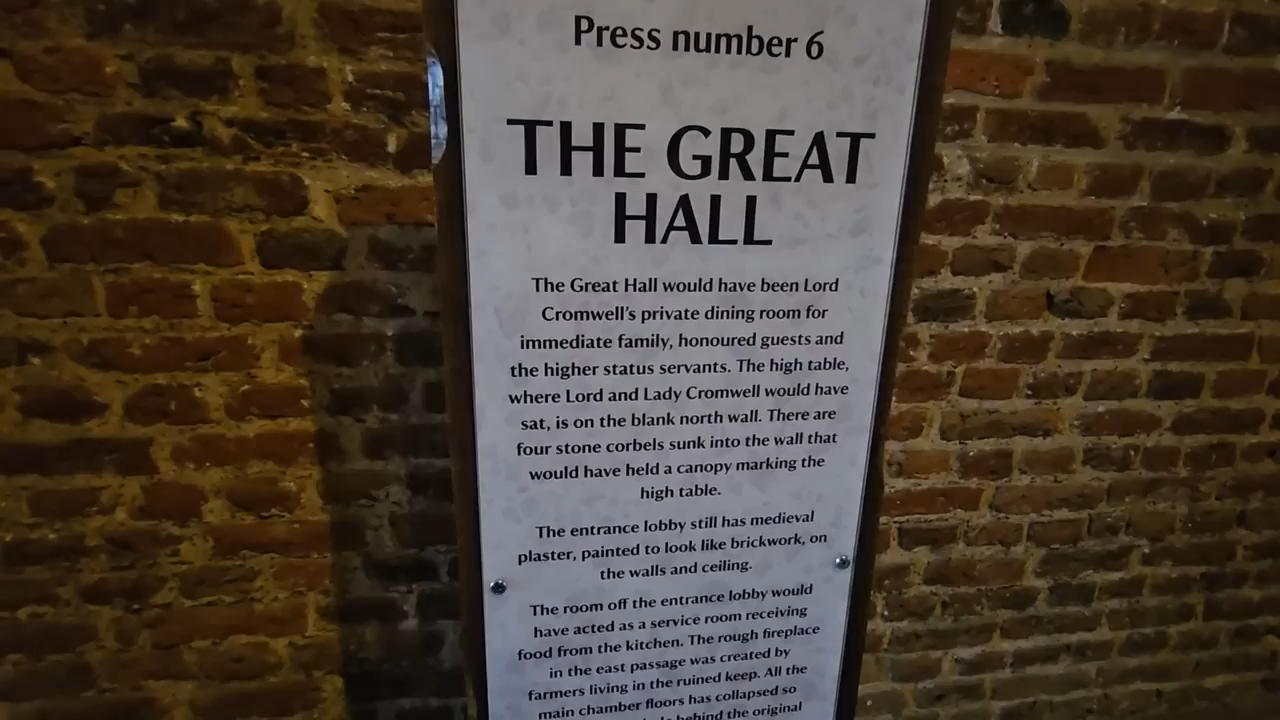 Press number 6
THE GREAT
HALL
The Great Hall would have been Lord
Cromwell's private dining room for
immediate family, honoured guests and
the higher status servants. The high table,
where Lord and Lady Cromwell would have
sat, is on the blank north wall. There are
four stone corbels sunk into the wall that
would have held a canopy marking the
high table.
The entrance lobby still has medieval
plaster, painted to look like brickwork, on
the walls and ceiling.
The room off the entrance lobby would
have acted as a service room receiving
food from the kitchen. The rough fireplace
in the east passage was created by
farmers living in the ruined keep. All the
main chamber floors has collapsed so
behind the original